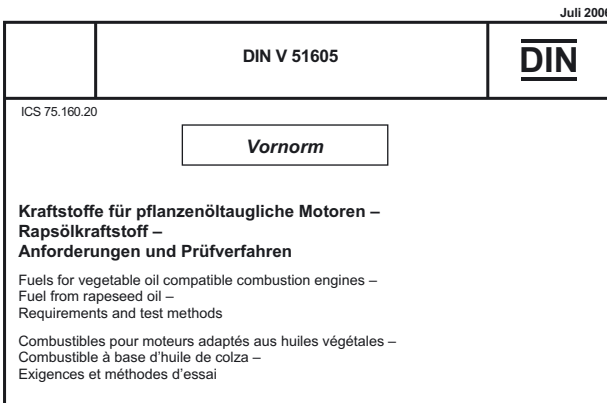 Juli 2006
DIN V 51605
DIN
ICS 75.160.20
Vornorm
Kraftstoffe für pflanzenöltaugliche Motoren –
Rapsölkraftstoff –
Anforderungen und Prüfverfahren
Fuels for vegetable oil compatible combustion engines –
Fuel from rapeseed oil –
Requirements and test methods
Combustibles pour moteurs adaptés aus huiles végétales –
Combustible à base d’huile de colza –
Exigences et méthodes d’essai